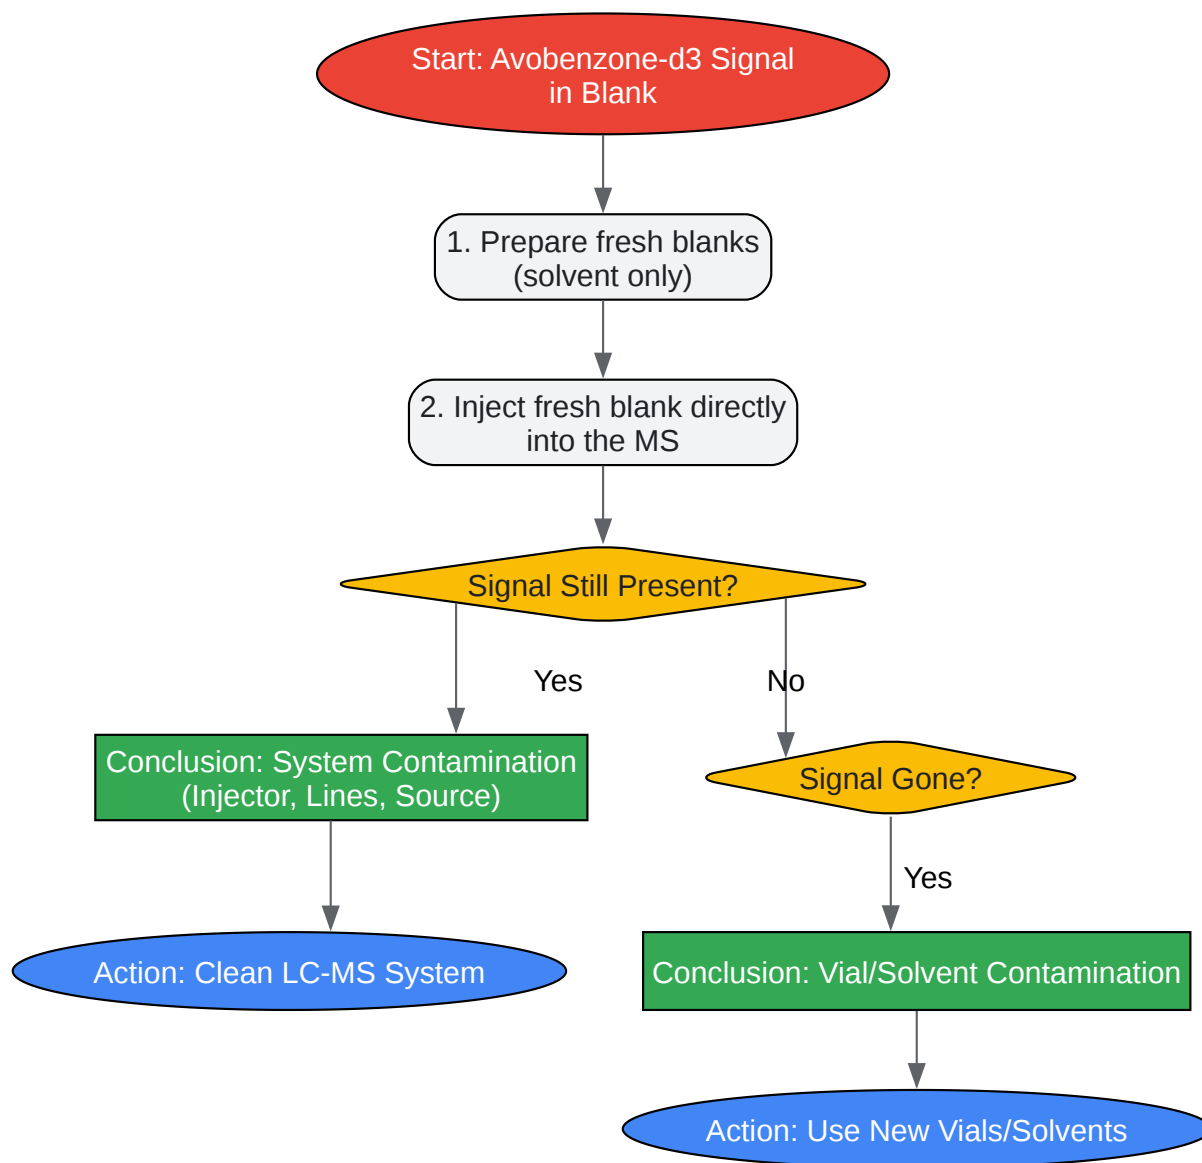 Start: Avobenzone-d3 Signal
in Blank
1. Prepare fresh blanks
(solvent only)
2. Inject fresh blank directly
into the MS
Signal Still Present?
Yes
No
Conclusion: System Contamination
(Injector, Lines, Source)
Signal Gone?
Yes
Action: Clean LC-MS System
Conclusion: Vial/Solvent Contamination
Action: Use New Vials/Solvents